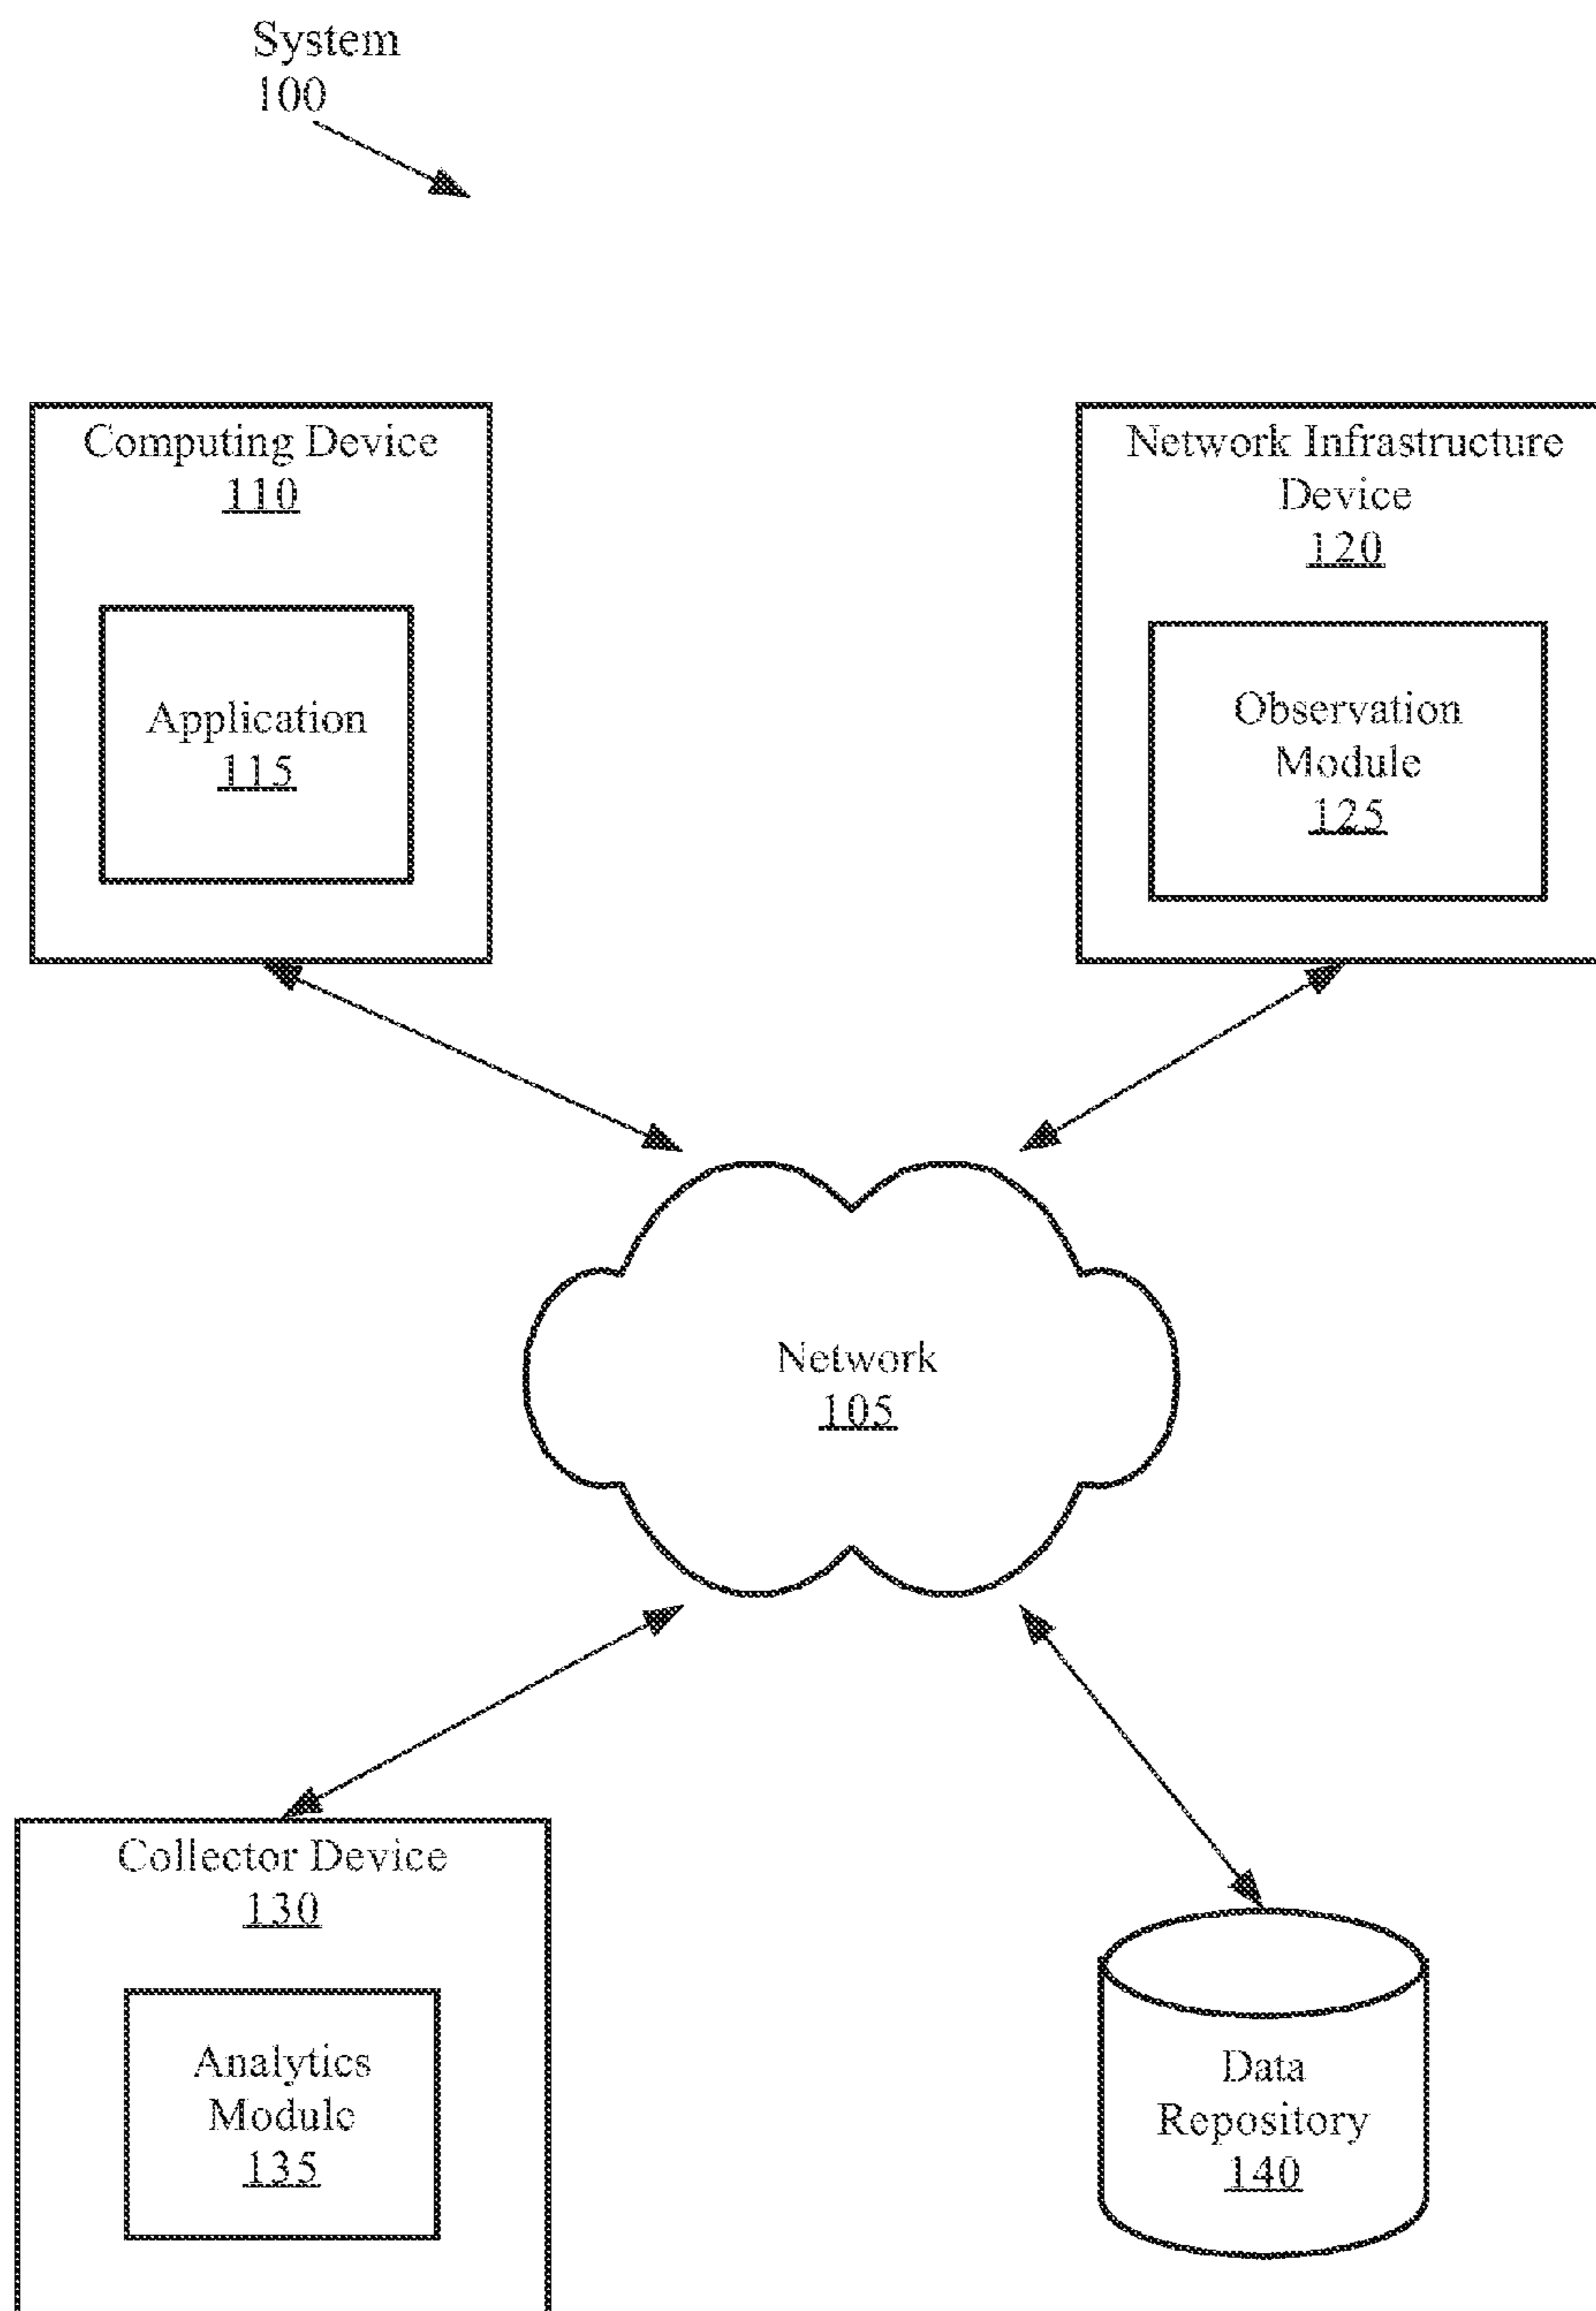 System
100
Computing Device
110
Application
115
Network Infrastructure
Device
120
Observation
Module
125
Network
105
Collector Device
130
Analytics
Module
135
Data
Repository
140